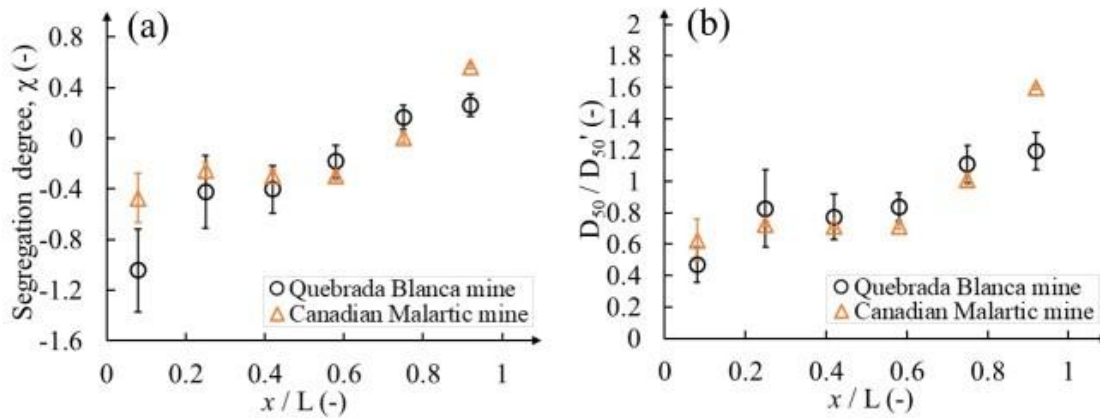 (a)
Segregation degree, χ (-)
0.8
0.4
0
-0.4
-0.8
-1.2
-1.6
0 0.2 0.4 0.6 0.8 1
x / L (-)
Quebrada Blanca mine
Canadian Malartic mine
(b)
D50 / D50' (-)
2
1.8
1.6
1.4
1.2
1
0.8
0.6
0.4
0.2
0
0 0.2 0.4 0.6 0.8 1
x / L (-)
Quebrada Blanca mine
Canadian Malartic mine